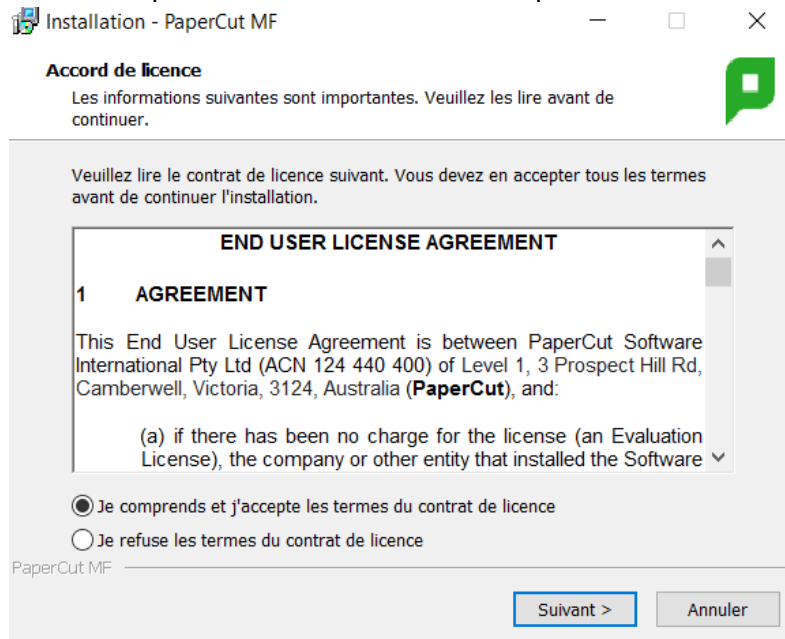 Installation - PaperCut MF
Accord de licence
Les informations suivantes sont importantes. Veuillez les lire avant de
continuer.
Veuillez lire le contrat de licence suivant. Vous devez en accepter tous les termes
avant de continuer l'installation.
END USER LICENSE AGREEMENT
1 AGREEMENT
This End User License Agreement is between PaperCut Software
International Pty Ltd (ACN 124 440 400) of Level 1, 3 Prospect Hill Rd,
Camberwell, Victoria, 3124, Australia (PaperCut), and:
(a) if there has been no charge for the license (an Evaluation
License), the company or other entity that installed the Software
Je comprends et j'accepte les termes du contrat de licence
Je refuse les termes du contrat de licence
PaperCut MF
Suivant >
Annuler